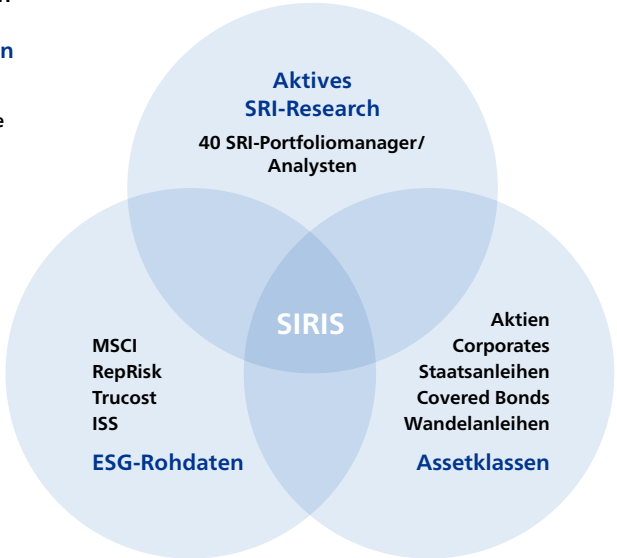 n
e
Aktives
SRI-Research
40 SRI-Portfoliomanager/
Analysten
SIRIS
MSCI
RepRisk
Trucost
ISS
ESG-Rohdaten
Aktien
Corporates
Staatsanleihen
Covered Bonds
Wandelanleihen
Assetklassen